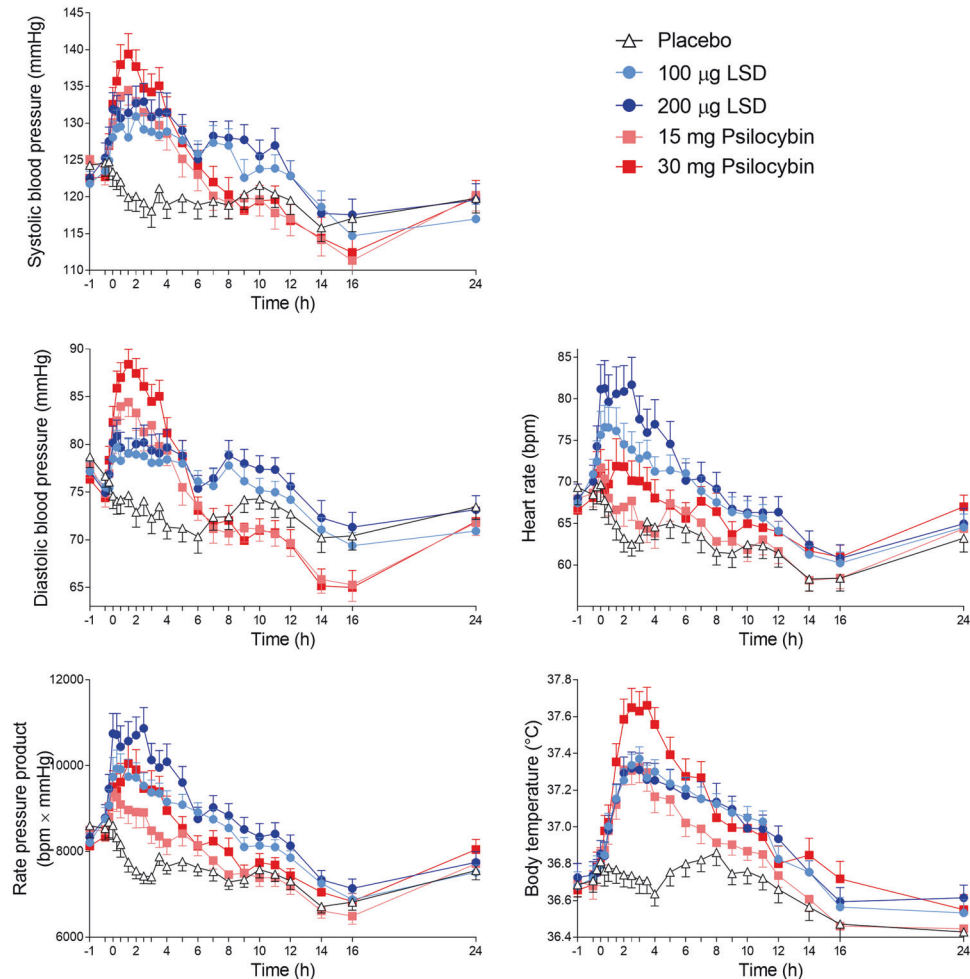 Systolic blood pressure (mmHg)
145
140
135
130
125
120
115
110
-1 0 2 4 6 8 10 12 14 16 24
Time (h)
Placebo
100 μg LSD
200 μg LSD
15 mg Psilocybin
30 mg Psilocybin
Diastolic blood pressure (mmHg)
90
85
80
75
70
65
-1 0 2 4 6 8 10 12 14 16 24
Time (h)
Heart rate (bpm)
85
80
75
70
65
60
-1 0 2 4 6 8 10 12 14 16 24
Time (h)
Rate pressure product
(bpm × mmHg)
12000
10000
8000
6000
-1 0 2 4 6 8 10 12 14 16 24
Time (h)
Body temperature (°C)
37.8
37.6
37.4
37.2
37.0
36.8
36.6
36.4
-1 0 2 4 6 8 10 12 14 16 24
Time (h)